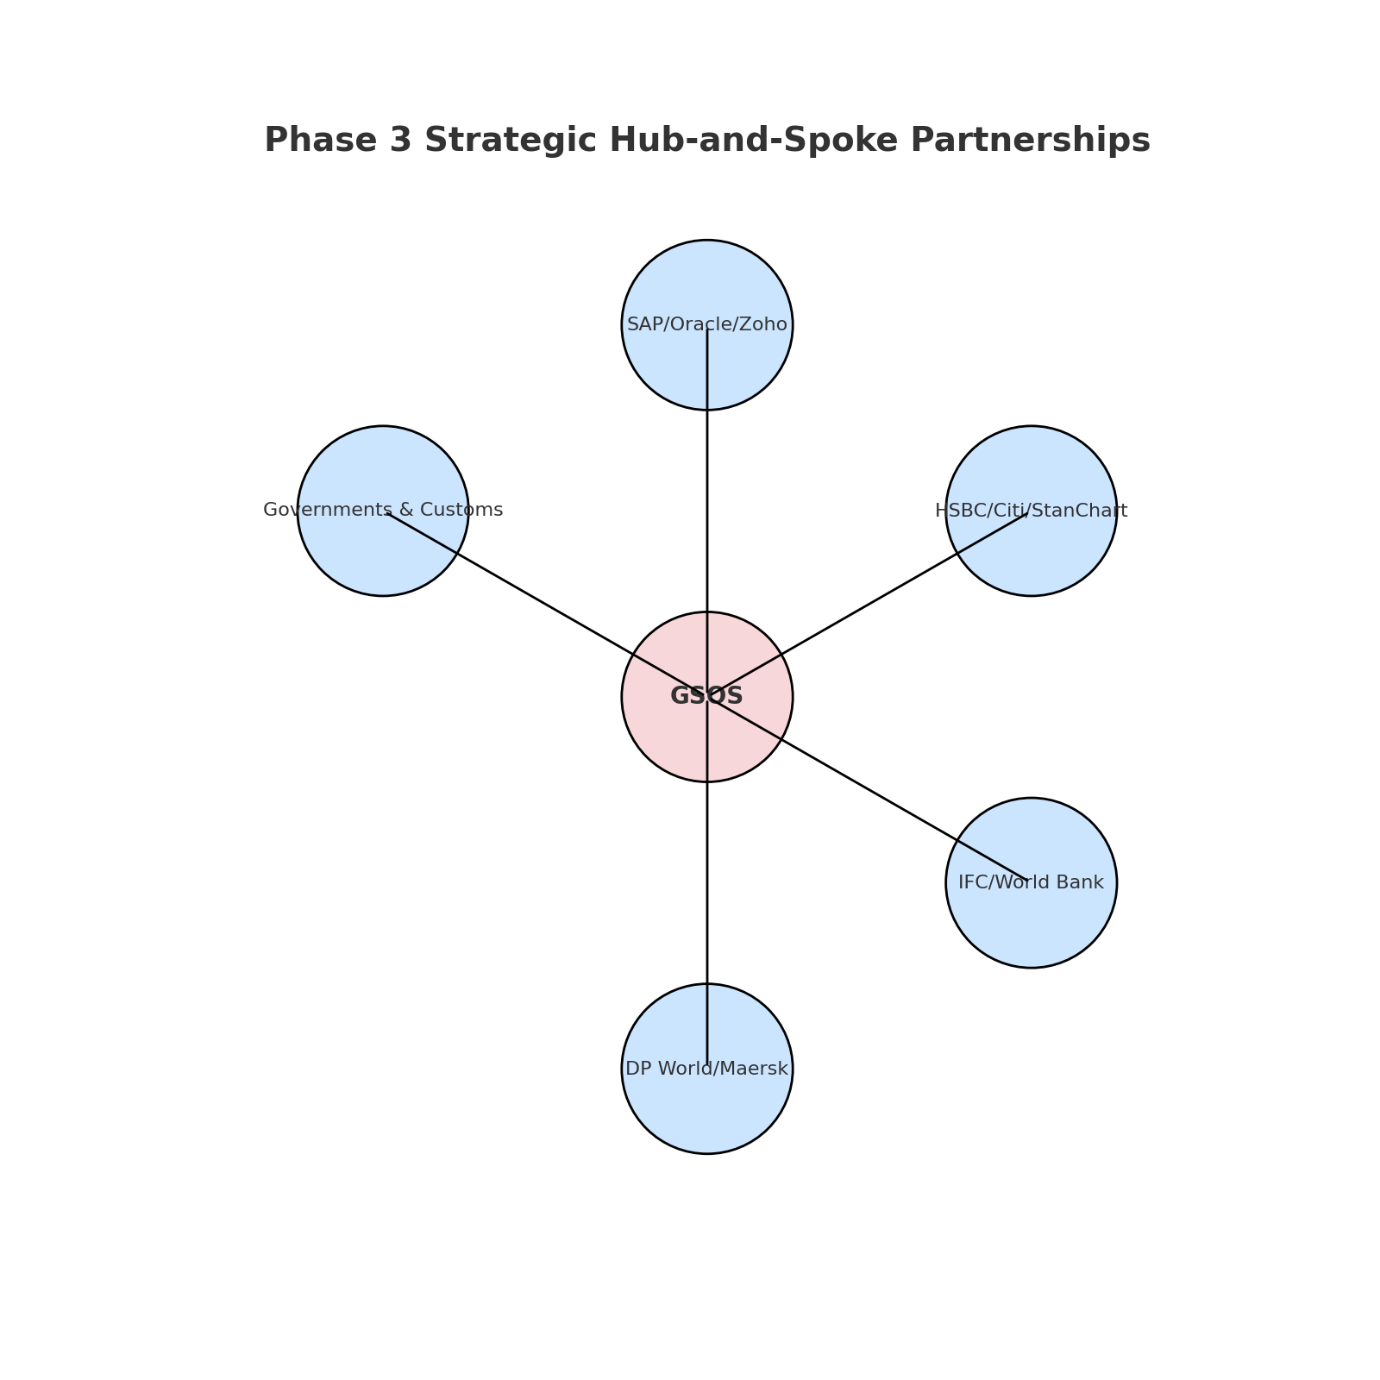 Phase 3 Strategic Hub-and-Spoke Partnerships
SAP/Oracle/Zoho
Governments & Customs
HSBC/Citi/StanChart
GSOS
IFC/World Bank
DP World/Maersk